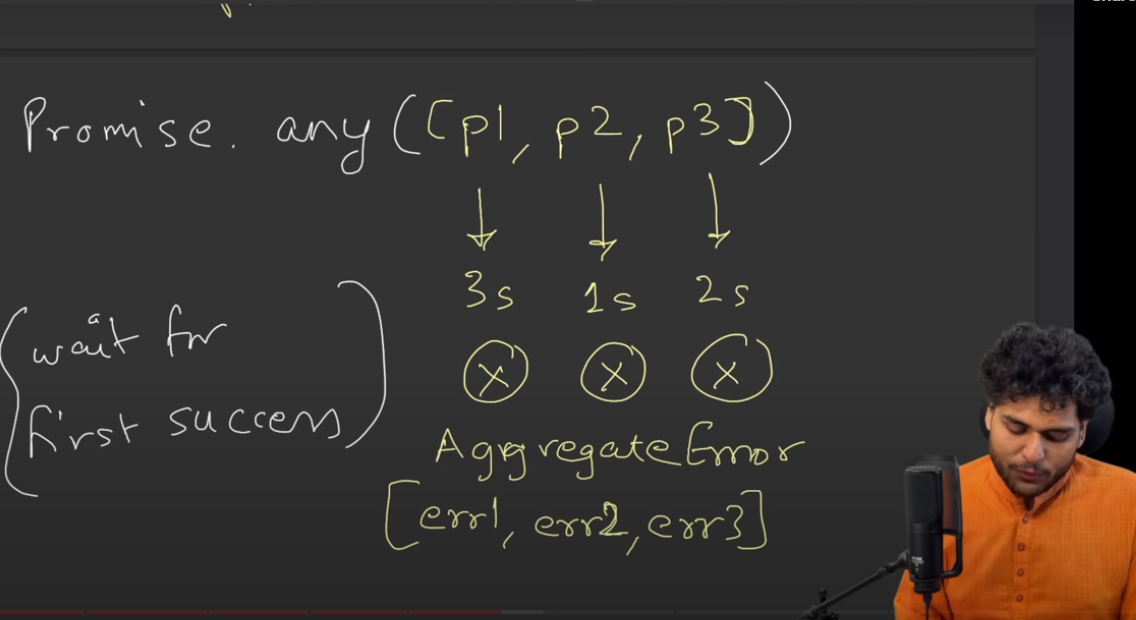 Promise. any([p1, p2, p3])
3s 1s 2s
X X X
(wait for
first success)
AggregateError
[err1, err2, err3]